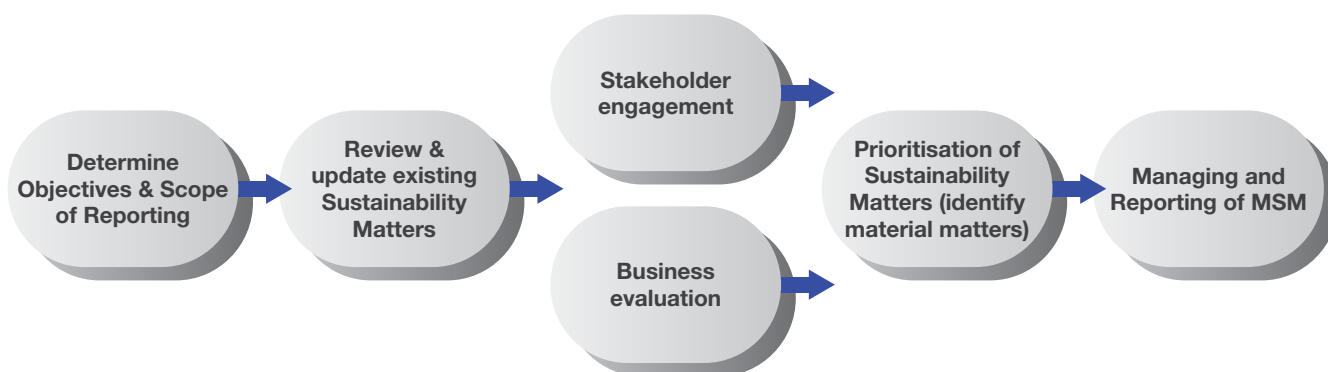 Determine
Objectives & Scope
of Reporting
Review &
update existing
Sustainability
Matters
Stakeholder
engagement
Business
evaluation
Prioritisation of
Sustainability
Matters (identify
material matters)
Managing and
Reporting of MSM